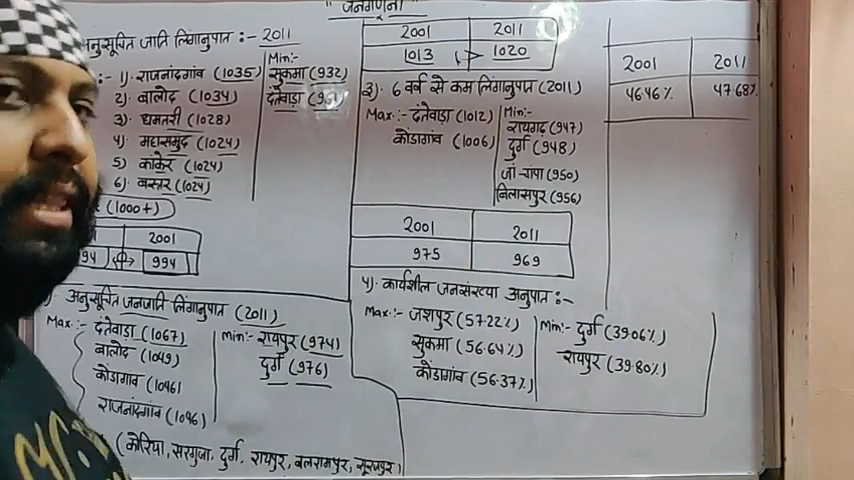 " जनगणना "
अनुसूचित जाति लिंगानुपात :- 2011
:- 1) राजनांदगांव (1035)
2) बालोद (1034)
3) धमतरी (1028)
4) महासमुंद (1024)
5) कांकेर (1024)
6) बस्तर (1024)
Min:-
सुकमा (932)
दंतेवाड़ा
(1000+)
2001
94
994
अनुसूचित जनजाति लिंगानुपात (2011)
Max:- दंतेवाड़ा (1067)
बालोद (1049)
कोंडागांव (1046)
राजनांदगांव (1046)
Min:- रायपुर (974)
दुर्ग (976)
(कोरिया, सरगुजा, दुर्ग, रायपुर, बलरामपुर, सूरजपुर)
2001 2011
1013 1020
3) 6 वर्ष से कम लिंगानुपात (2011)
Max:- दंतेवाड़ा (1012)
कोंडागांव (1006)
Min:-
रायगढ़ (947)
दुर्ग (948)
जां-चांपा (950)
बिलासपुर (956)
2001 2011
975 969
4) कार्यशील जनसंख्या अनुपात :-
Max:- जशपुर (57.22%)
सुकमा (56.64%)
कोंडागांव (56.37%)
Min:- दुर्ग (39.06%)
रायपुर (39.80%)
2001 2011
46.46% 47.68%